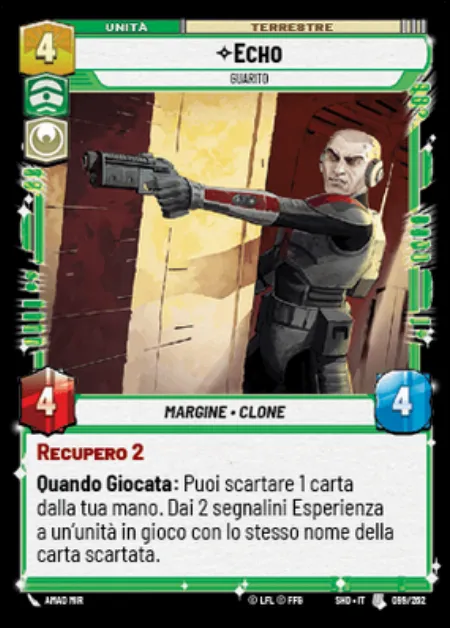 UNITÀ
TERRESTRE
4
Echo
GUARITO
4
MARGINE • CLONE
4
Recupero 2
Quando Giocata: Puoi scartare 1 carta
dalla tua mano. Dai 2 segnalini Esperienza
a un'unità in gioco con lo stesso nome della
carta scartata.
AMAD MIR
© LFL © FFG
SHD • IT
099/262